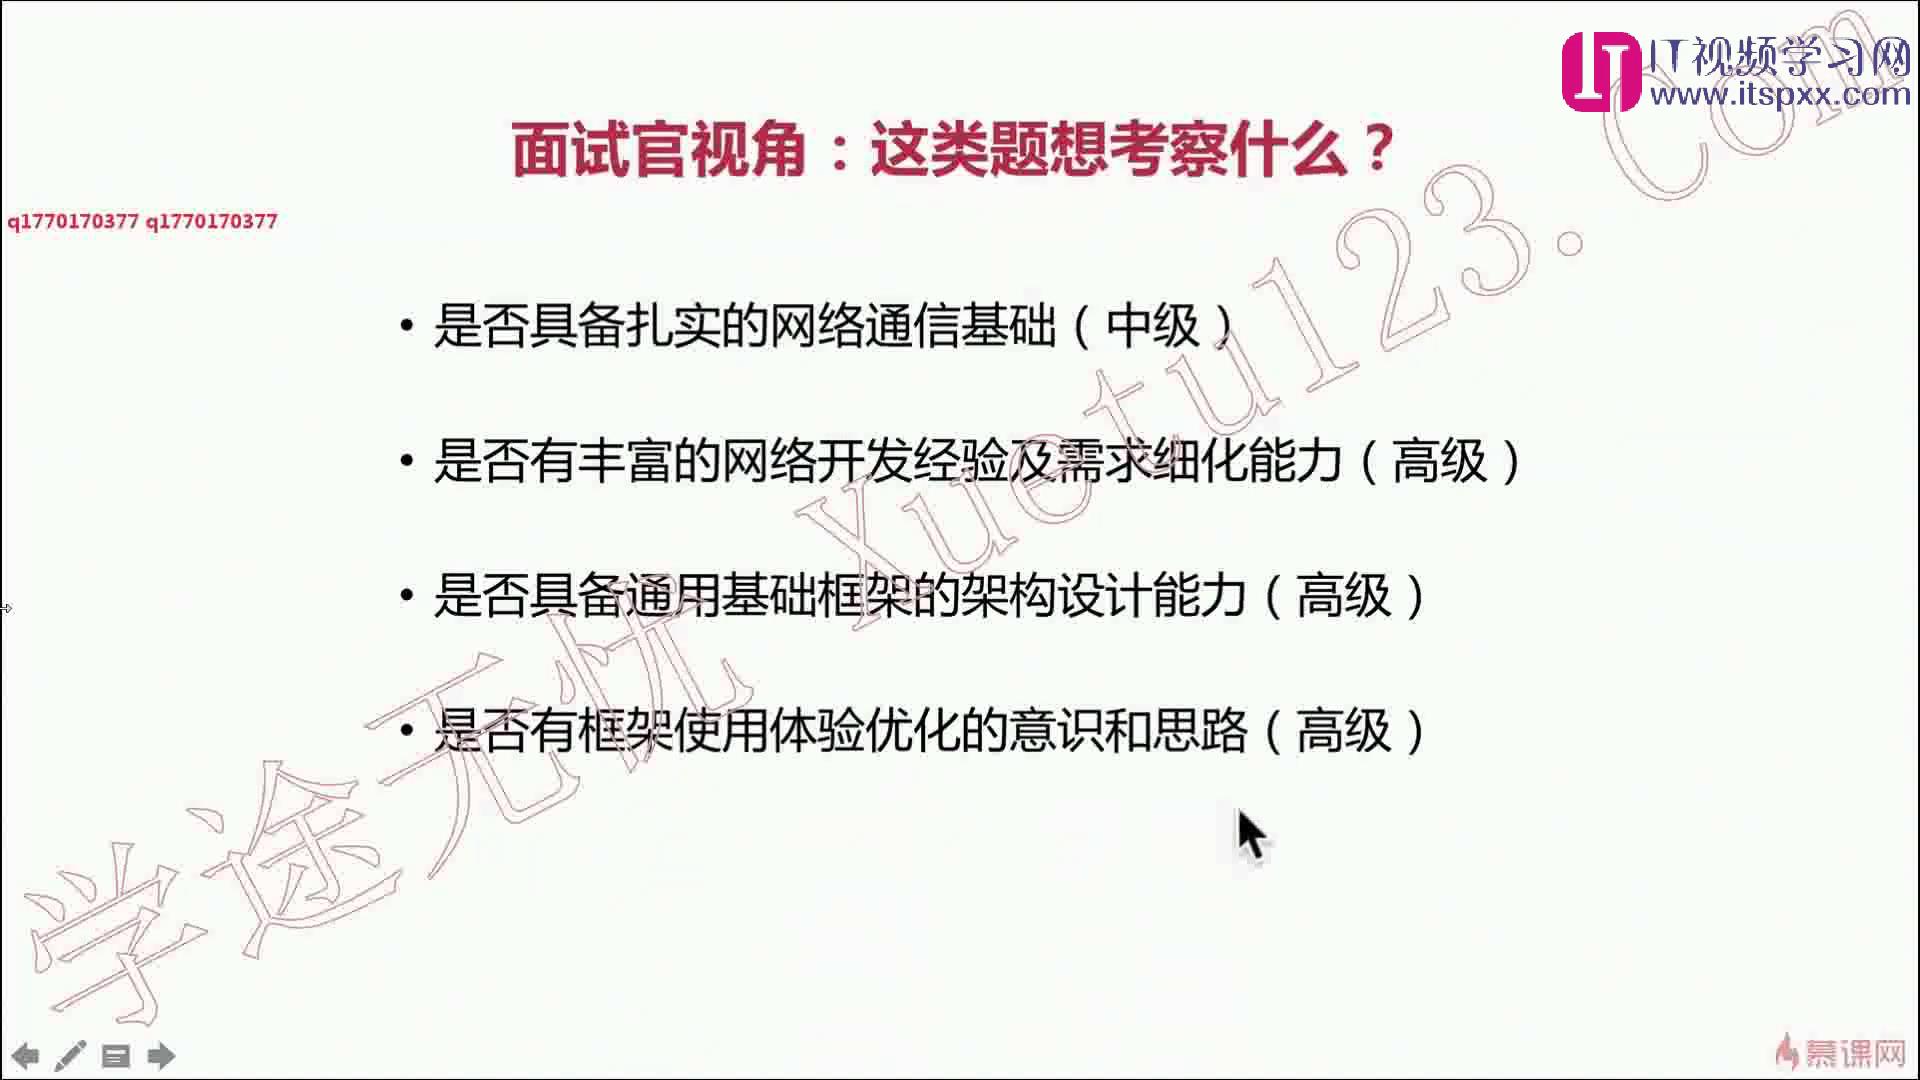 IT视频学习网
www.itspxx.com
面试官视角：这类题想考察什么？
q1770170377 q1770170377
• 是否具备扎实的网络通信基础（中级）
• 是否有丰富的网络开发经验及需求细化能力（高级）
• 是否具备通用基础框架的架构设计能力（高级）
• 是否有框架使用体验优化的意识和思路（高级）
学途无忧 Xuetu123.Com
慕课网